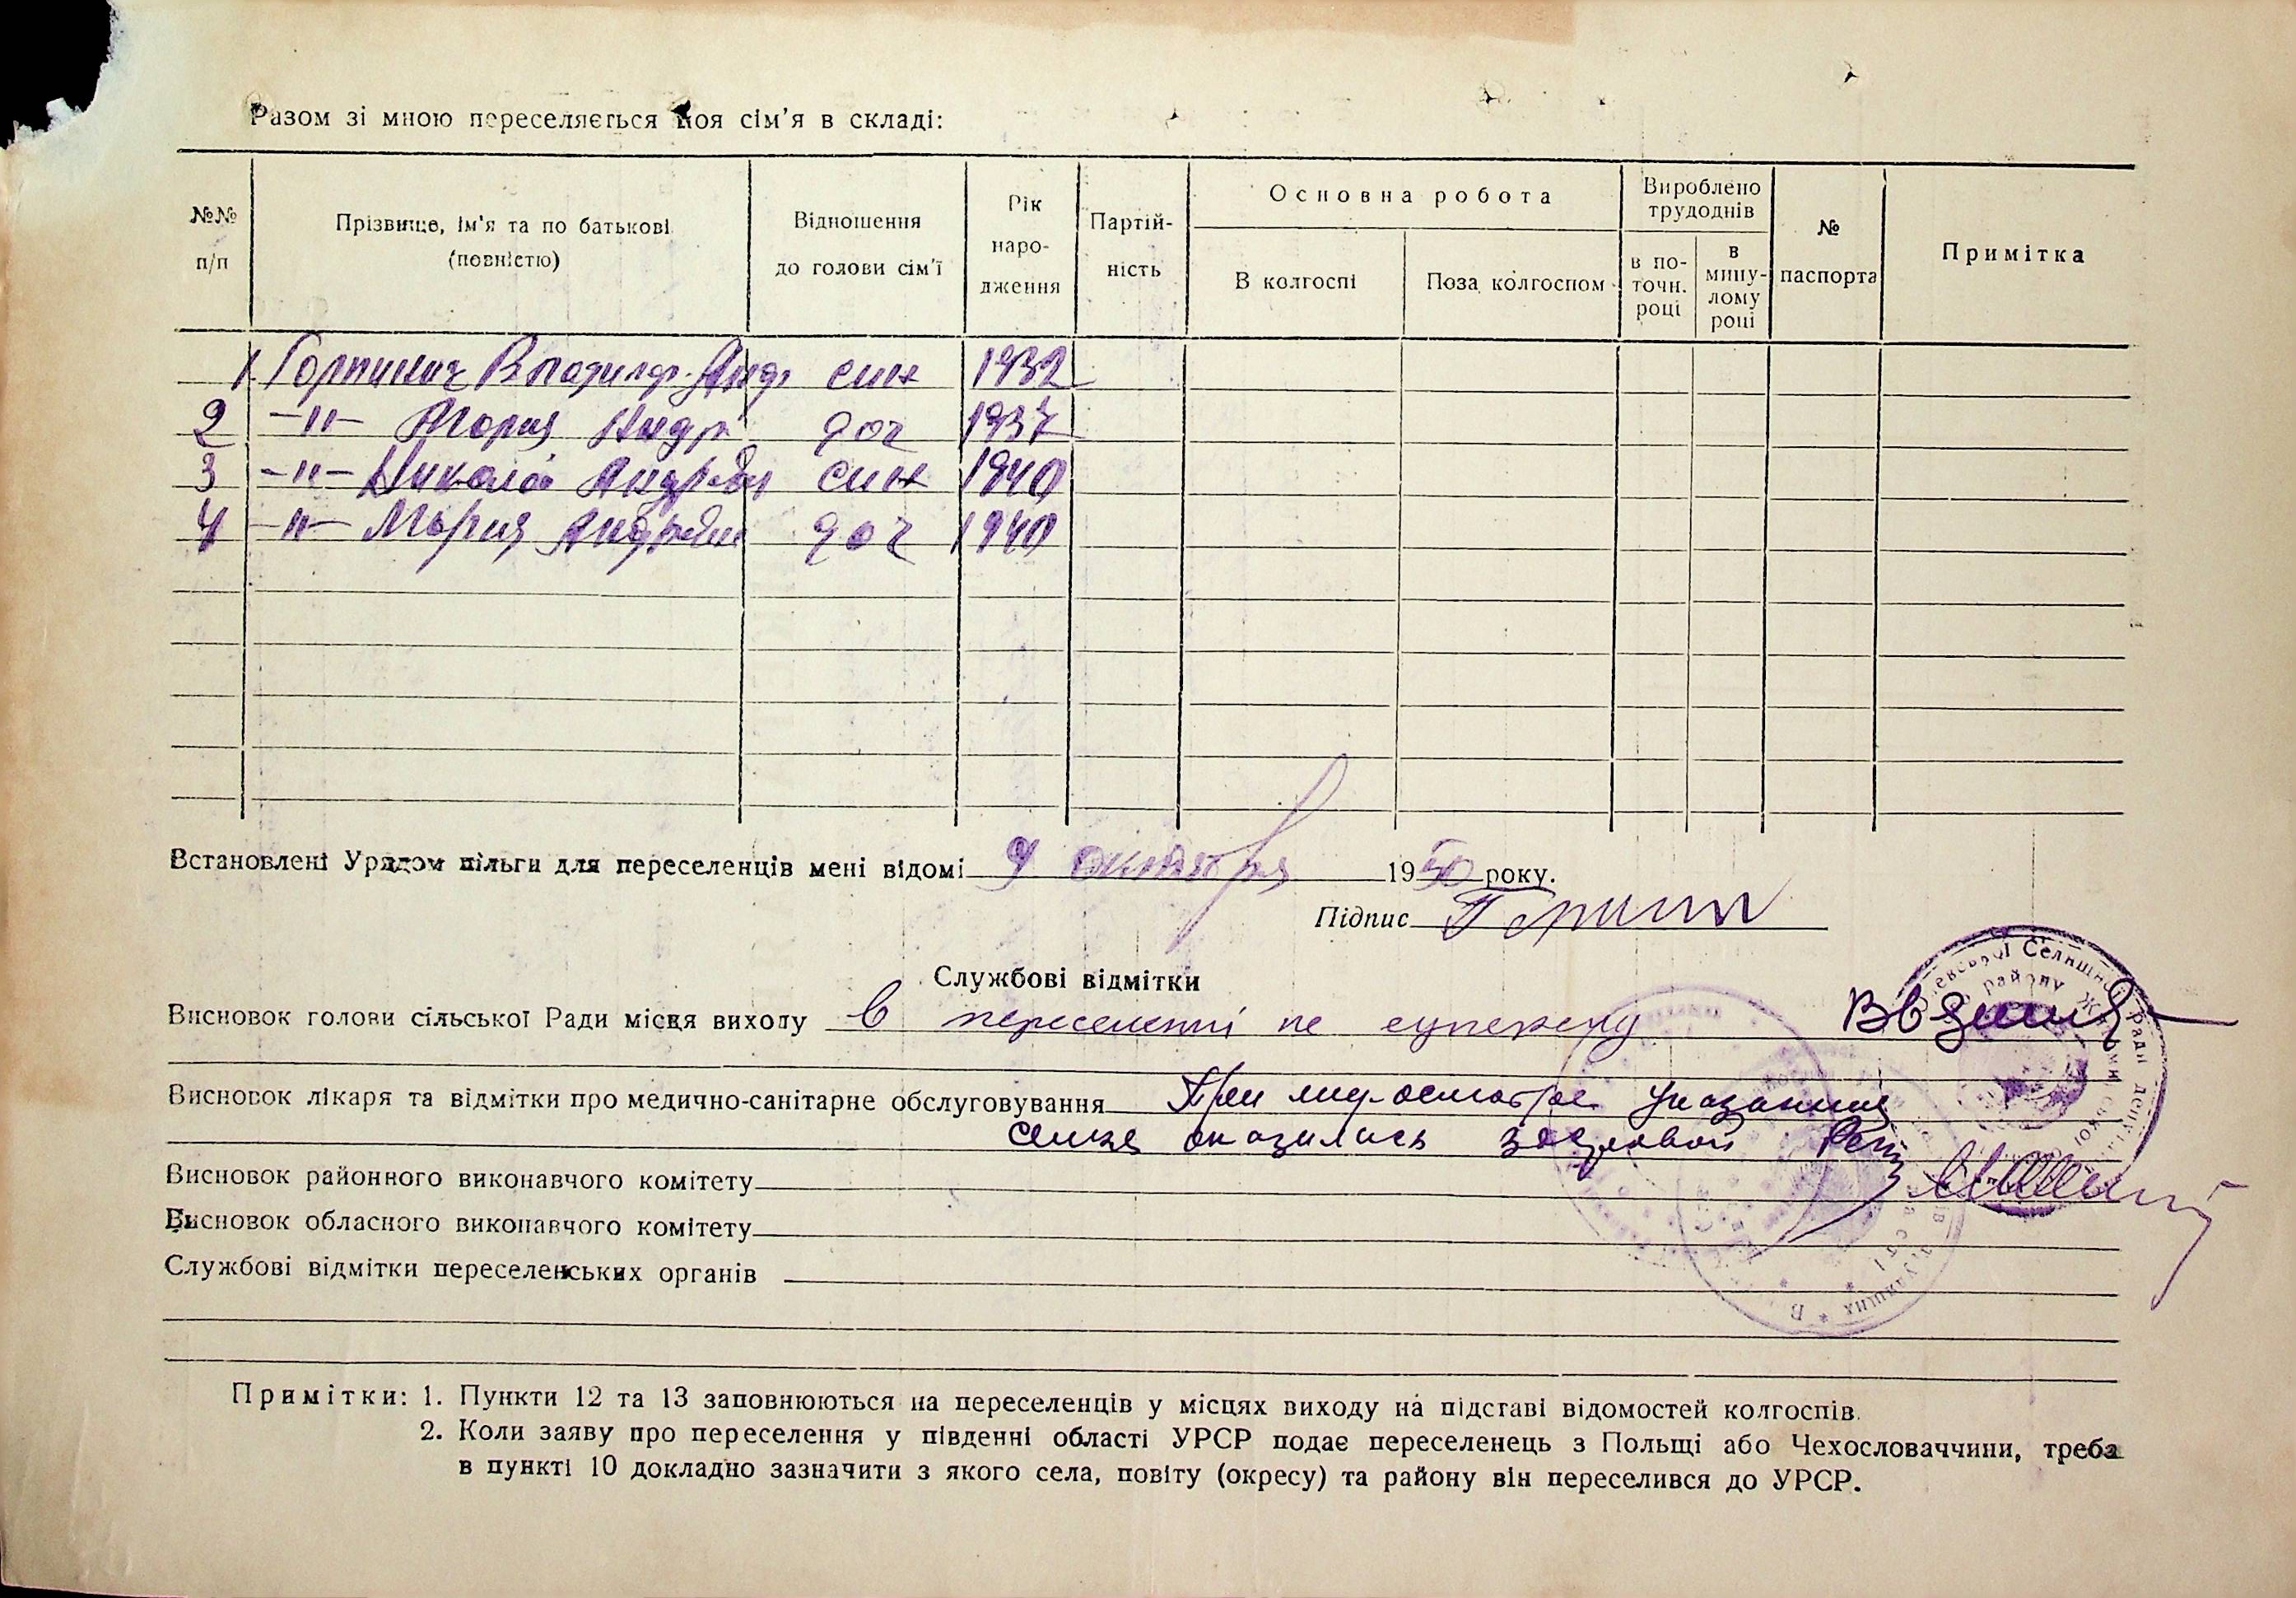 Разом зі мною переселяється моя сім'я в складі:
№№ п/п
Прізвище, ім'я та по батькові (повністю)
Відношення до голови сім'ї
Рік народження
Партійність
Основна робота
В колгоспі
Поза колгоспом
Вироблено трудоднів
в поточн. році
в минулому році
№ паспорта
Примітка
1 Горпинич Владимир Андр син 1932
2 -"- Мария Андр доч 1937
3 -"- Николай Андреев син 1940
4 -"- Мария Андреевн доч 1940
Встановлені Урядом пільги для переселенців мені відомі 9 октября 1950 року.
Підпис
Службові відмітки
Висновок голови сільської Ради місця виходу в переселенні не
Висновок лікаря та відмітки про медично-санітарне обслуговування При мед-осмотре указанная
семья оказалась здоровой
Висновок районного виконавчого комітету
Висновок обласного виконавчого комітету
Службові відмітки переселенських органів
Примітки: 1. Пункти 12 та 13 заповнюються на переселенців у місцях виходу на підставі відомостей колгоспів.
2. Коли заяву про переселення у південні області УРСР подає переселенець з Польщі або Чехословаччини, треба
в пункті 10 докладно зазначити з якого села, повіту (окресу) та району він переселився до УРСР.